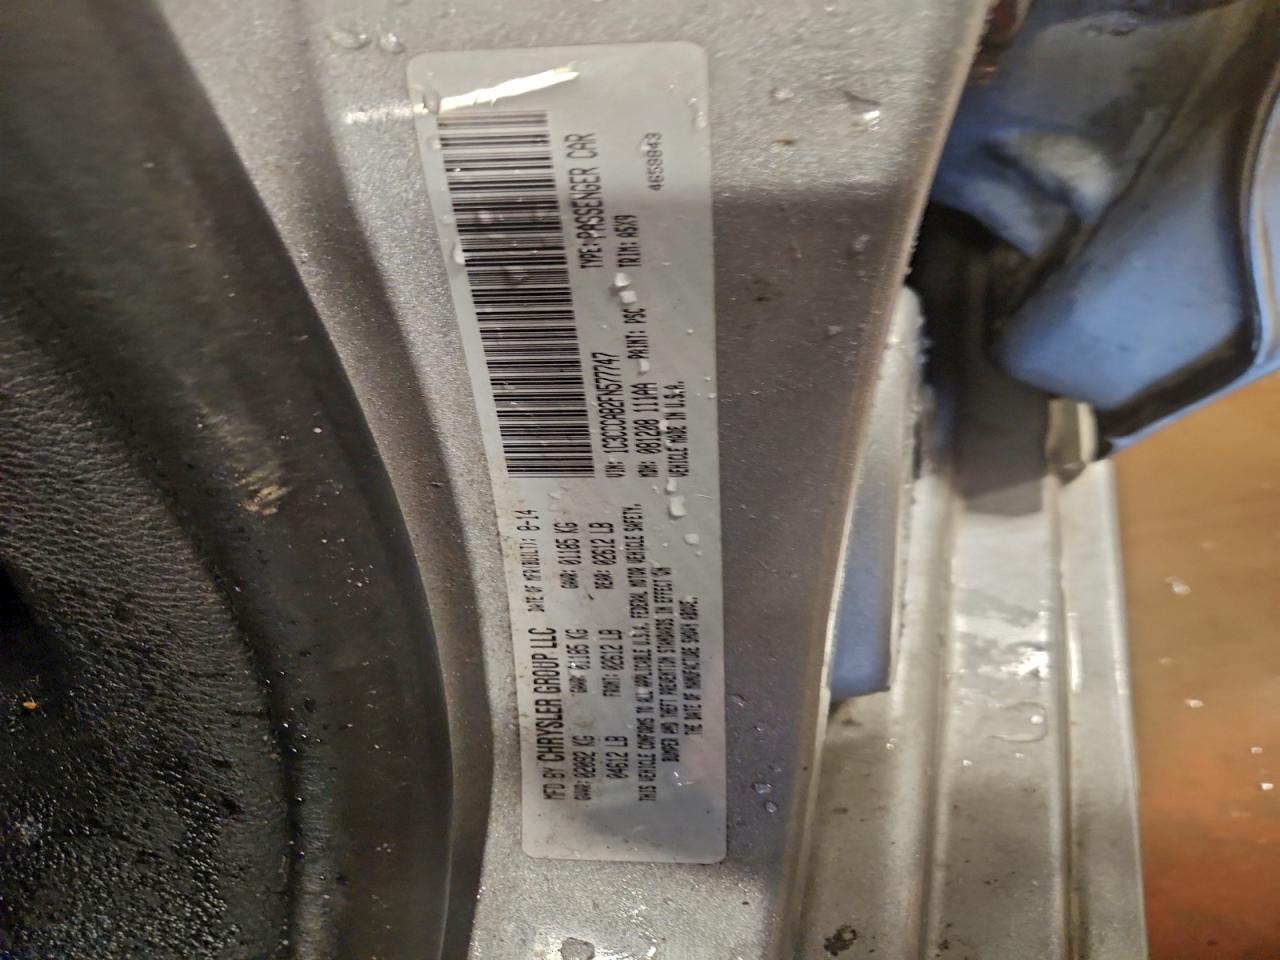 MFD BY CHRYSLER GROUP LLC DATE OF MFR(BUILT): 8-14
GVWR: 02092 KG GAWR 01185 KG GAWR: 01185 KG
04612 LB FRONT: 02612 LB REAR: 02612 LB
THIS VEHICLE CONFORMS TO ALL APPLICABLE U.S.A. FEDERAL MOTOR VEHICLE SAFETY,
BUMPER AND THEFT PREVENTION STANDARDS IN EFFECT ON
THE DATE OF MANUFACTURE SHOWN ABOVE.
VIN: 1C3CCCAB2FN577747 TYPE: PASSENGER CAR
MDH: 081208 111AA PAINT: PSC TRIM: A5X9
VEHICLE MADE IN U.S.A. 4658843